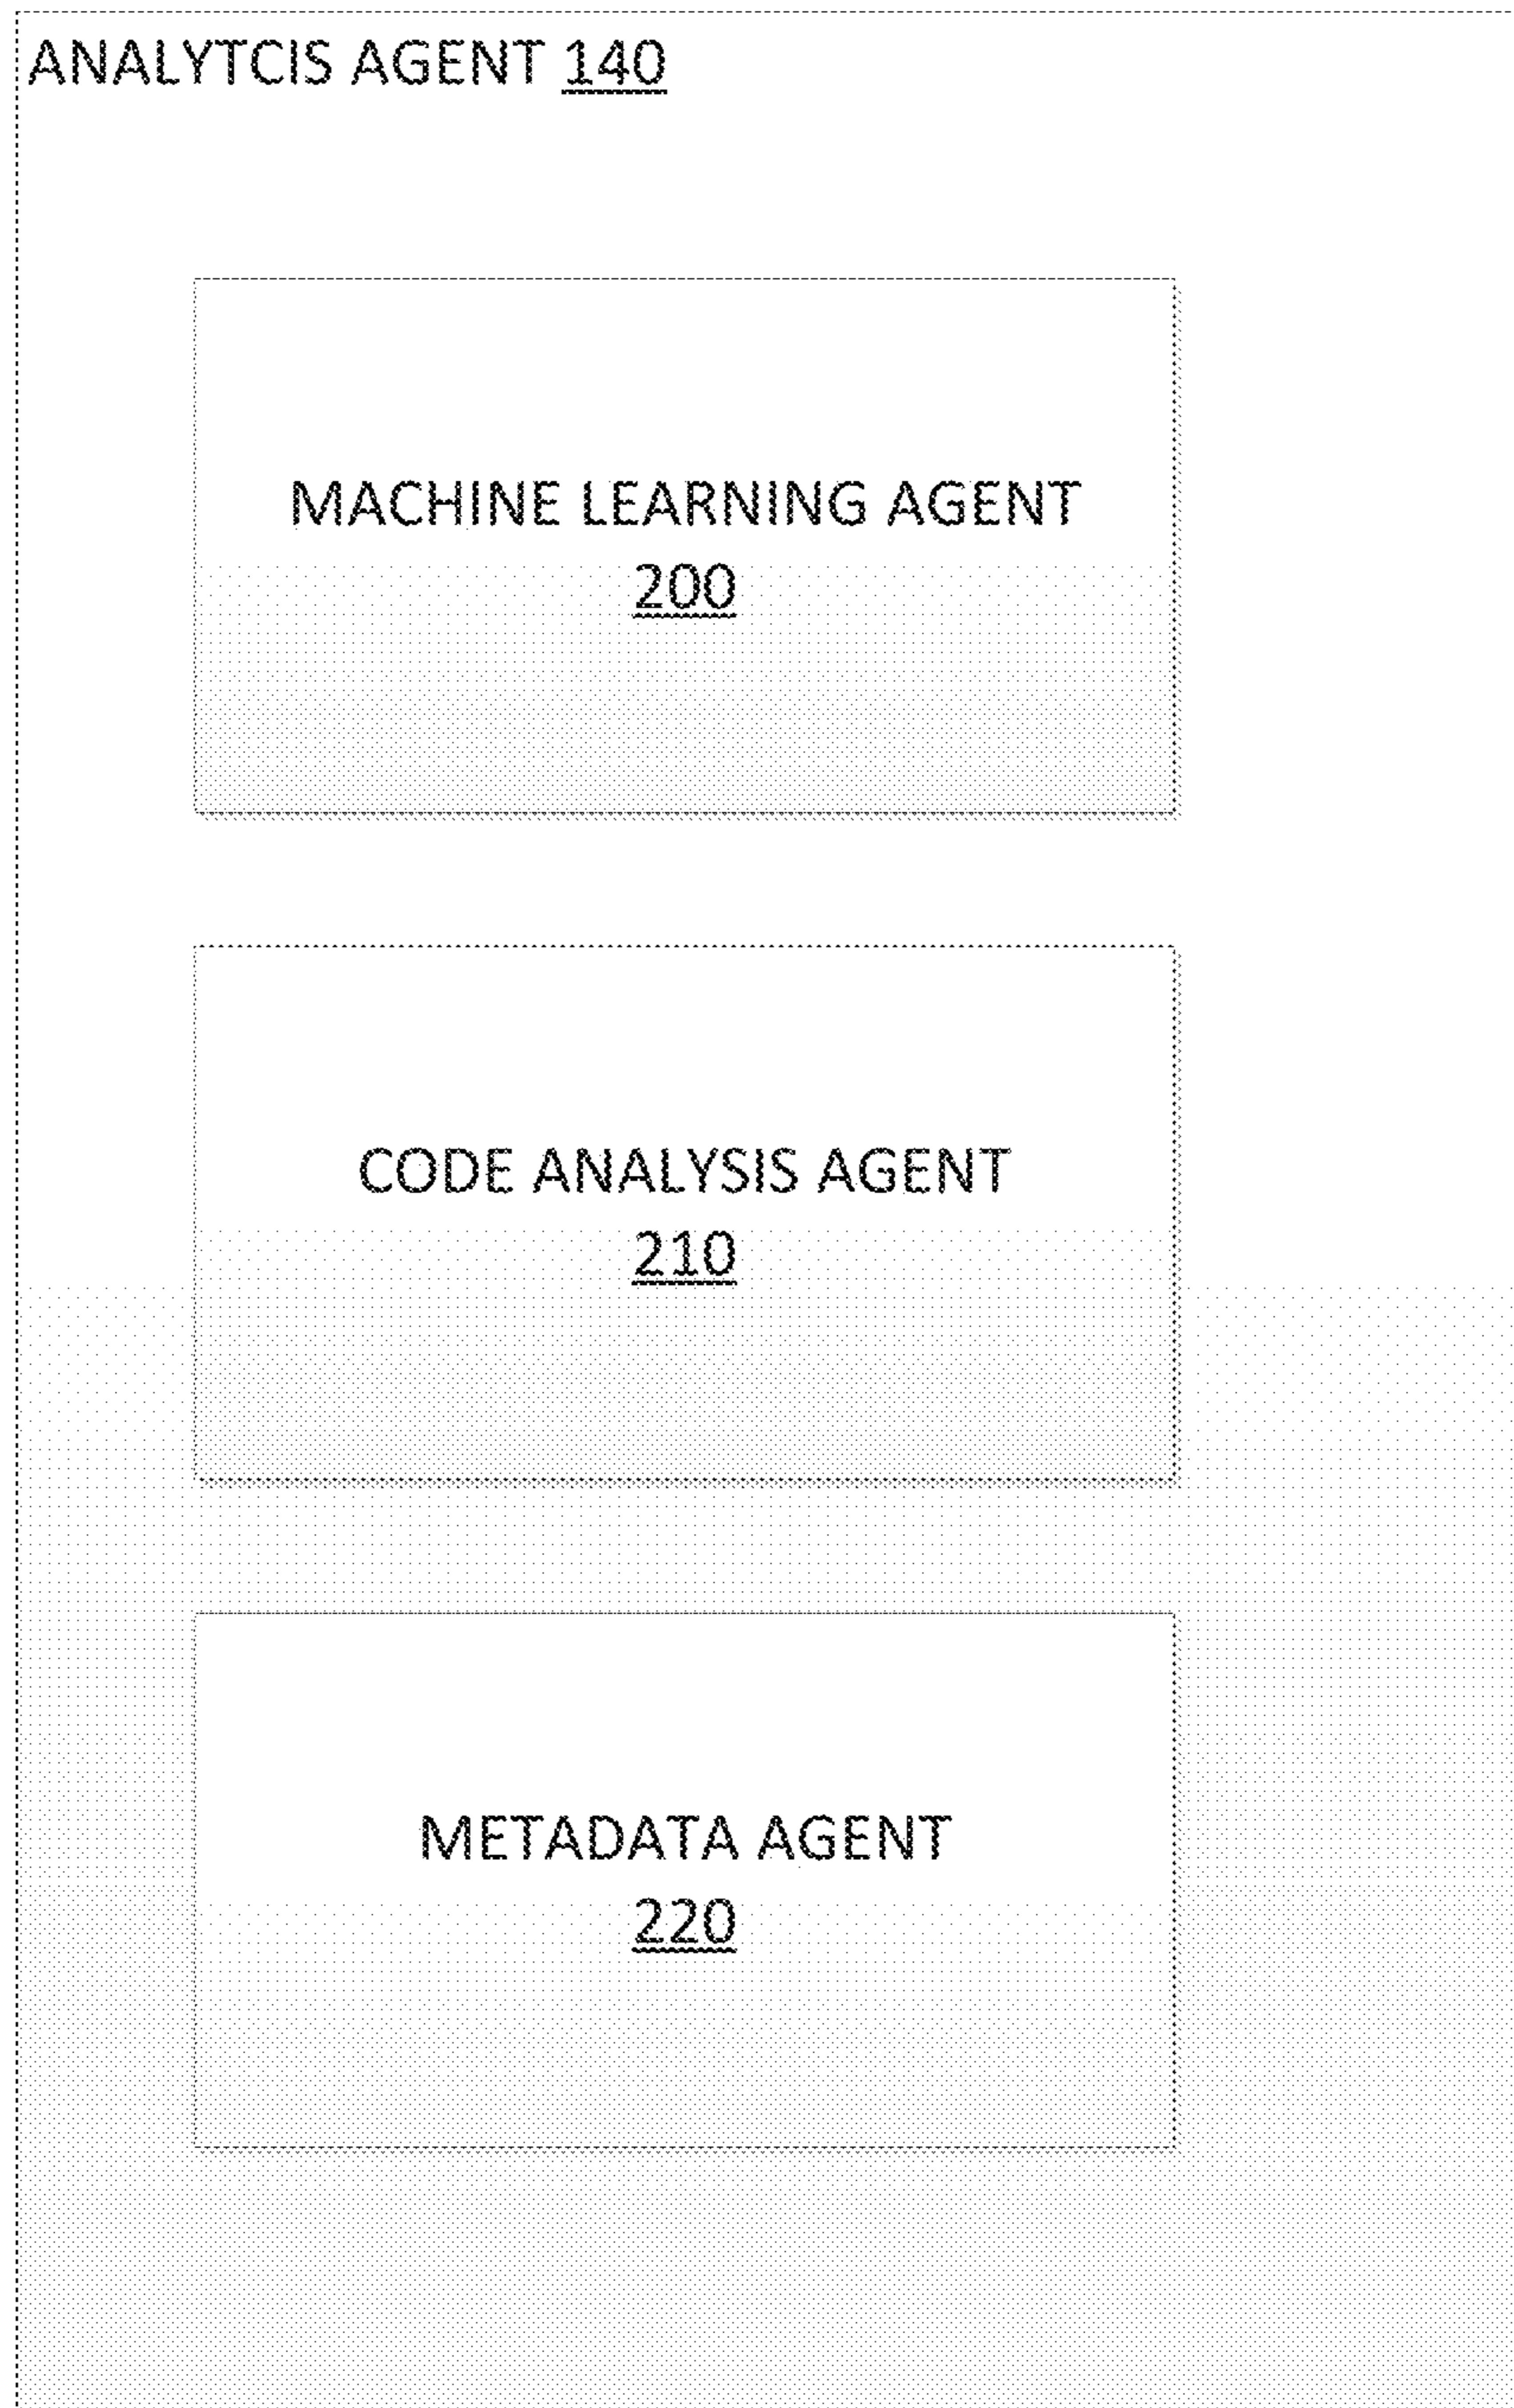 ANALYTCIS AGENT 140
MACHINE LEARNING AGENT
200
CODE ANALYSIS AGENT
210
METADATA AGENT
220